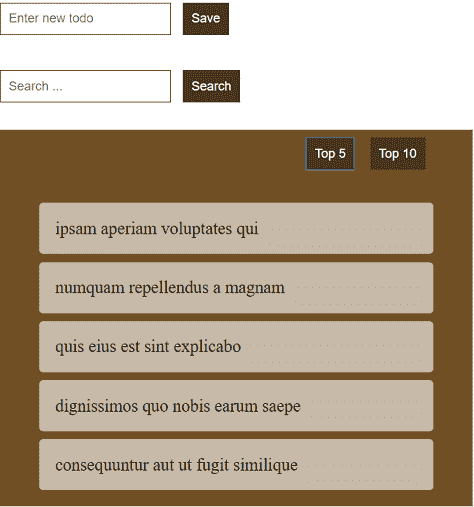 Enter new todo Save
Search ... Search
Top 5 Top 10
ipsam aperiam voluptates qui
numquam repellendus a magnam
quis eius est sint explicabo
dignissimos quo nobis earum saepe
consequuntur aut ut fugit similique